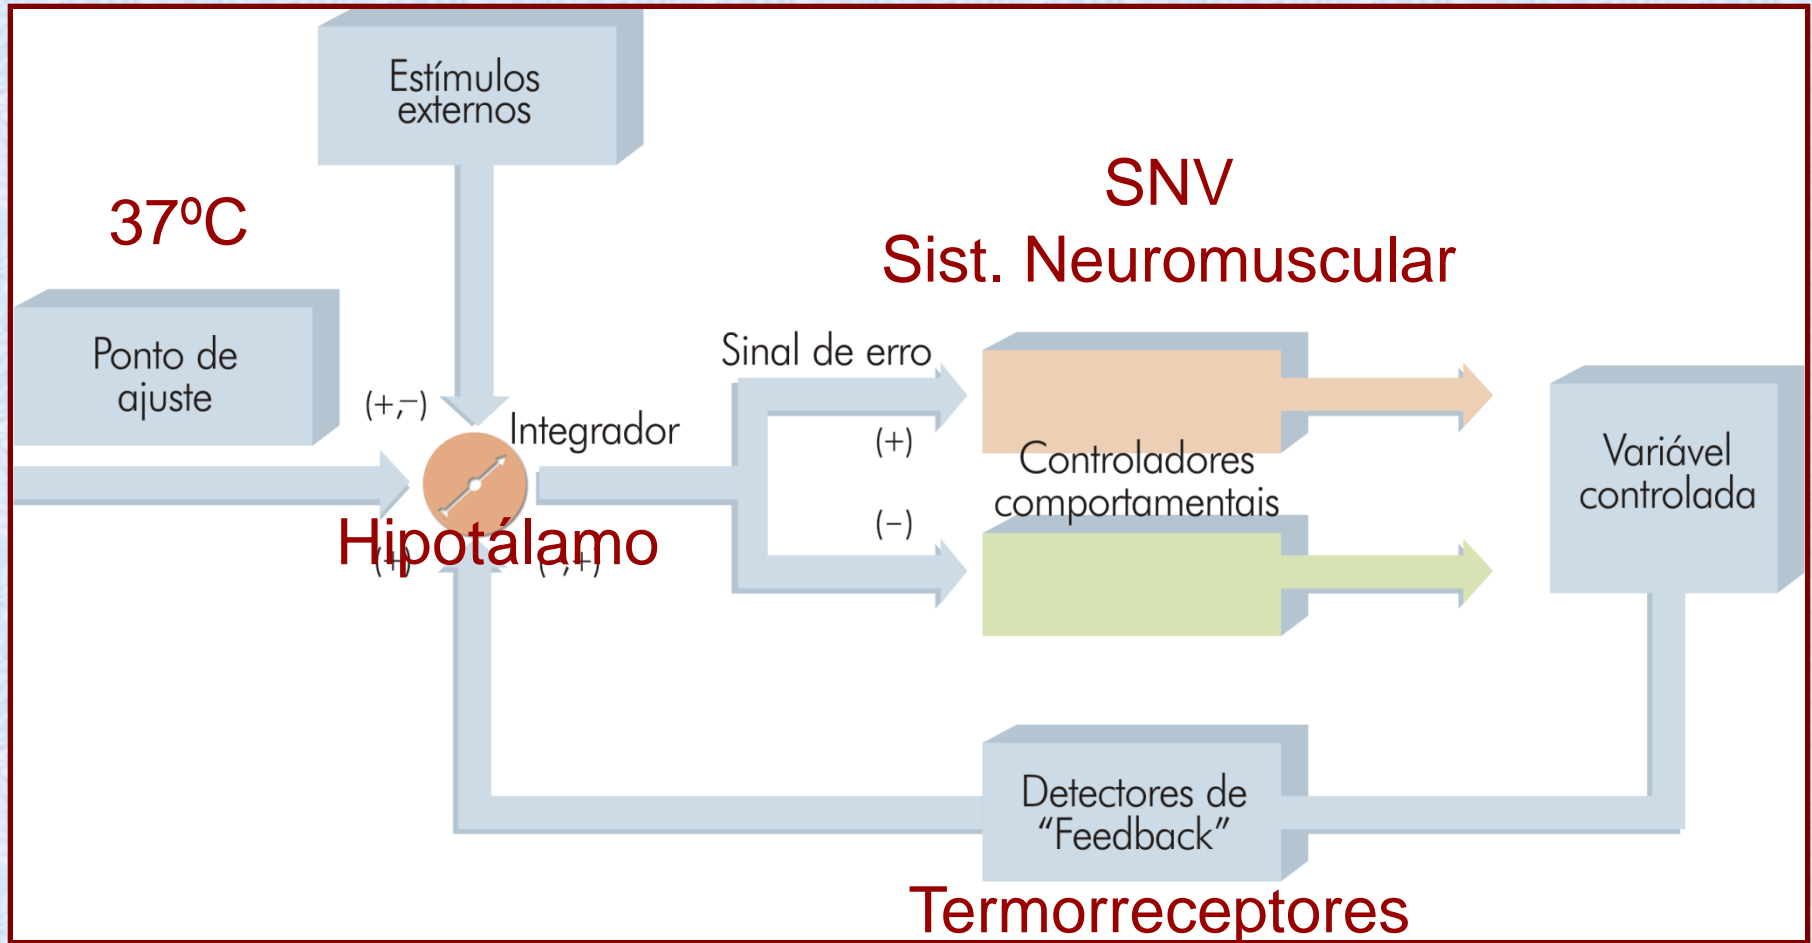 Estímulos
externos
37ºC
SNV
Sist. Neuromuscular
Ponto de
ajuste
(+,−)
Integrador
Sinal de erro
(+)
Controladores
comportamentais
(−)
Variável
controlada
Hipotálamo
(+)
Detectores de
“Feedback”
Termorreceptores